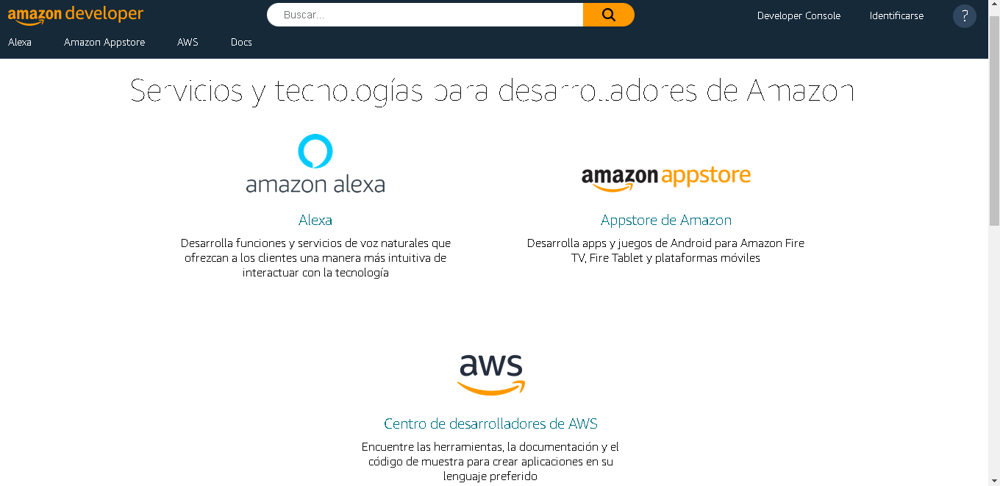 amazon developer
Buscar...
Developer Console
Identificarse
?
Alexa
Amazon Appstore
AWS
Docs
Servicios y tecnologías para desarrolladores de Amazon
amazon alexa
Alexa
Desarrolla funciones y servicios de voz naturales que
ofrezcan a los clientes una manera más intuitiva de
interactuar con la tecnología
amazon appstore
Appstore de Amazon
Desarrolla apps y juegos de Android para Amazon Fire
TV, Fire Tablet y plataformas móviles
aws
Centro de desarrolladores de AWS
Encuentre las herramientas, la documentación y el
código de muestra para crear aplicaciones en su
lenguaje preferido